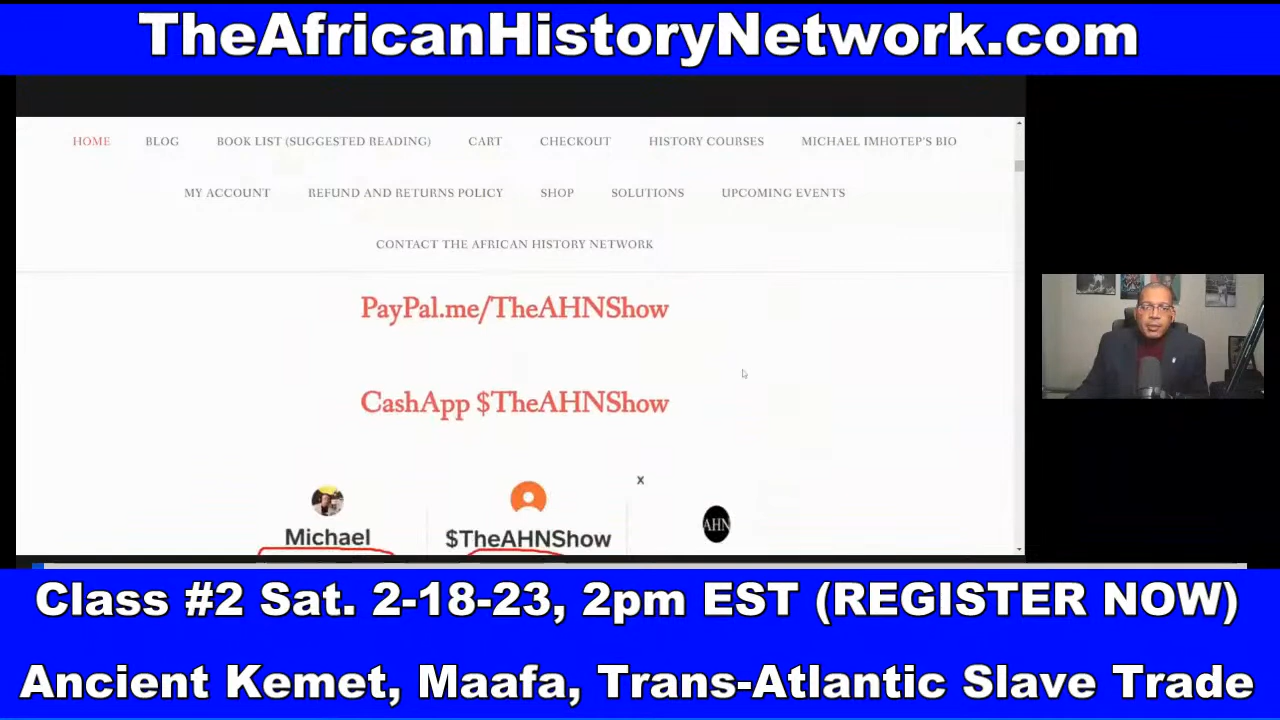 TheAfricanHistoryNetwork.com
HOME BLOG BOOK LIST (SUGGESTED READING) CART CHECKOUT HISTORY COURSES MICHAEL IMHOTEP'S BIO
MY ACCOUNT REFUND AND RETURNS POLICY SHOP SOLUTIONS UPCOMING EVENTS
CONTACT THE AFRICAN HISTORY NETWORK
PayPal.me/TheAHNShow
CashApp $TheAHNShow
x
AHN
Michael $TheAHNShow
Class #2 Sat. 2-18-23, 2pm EST (REGISTER NOW)
Ancient Kemet, Maafa, Trans-Atlantic Slave Trade